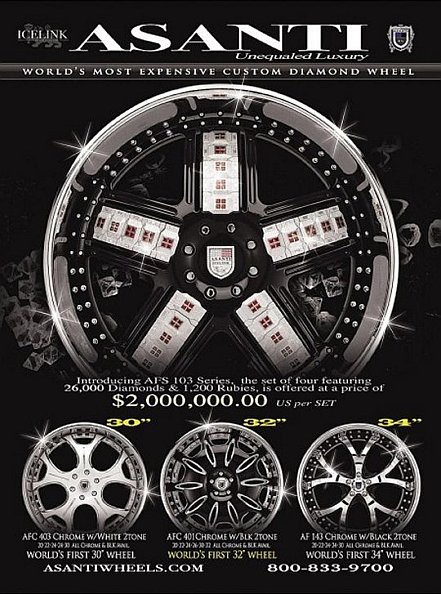 ICELINK
ASANTI
Unequaled Luxury
WORLD'S MOST EXPENSIVE CUSTOM DIAMOND WHEEL
ASANTI
Introducing AFS 103 Series, the set of four featuring
26,000 Diamonds & 1,200 Rubies, is offered at a price of
$2,000,000.00 US per SET
30" 32" 34"
AFC 403 CHROME W/WHITE 2TONE AFC 401CHROME W/BLK 2TONE AF 143 CHROME W/BLACK 2TONE
20-22-24-26-30 ALL CHROME & BLK AVAIL. 20-22-24-26-30-32 ALL CHROME & BLK AVAIL. 20-22-24-34-30 ALL CHROME & BLK AVAIL.
WORLD'S FIRST 30" WHEEL WORLD'S FIRST 32" WHEEL WORLD'S FIRST 34" WHEEL
ASANTIWHEELS.COM 800-833-9700